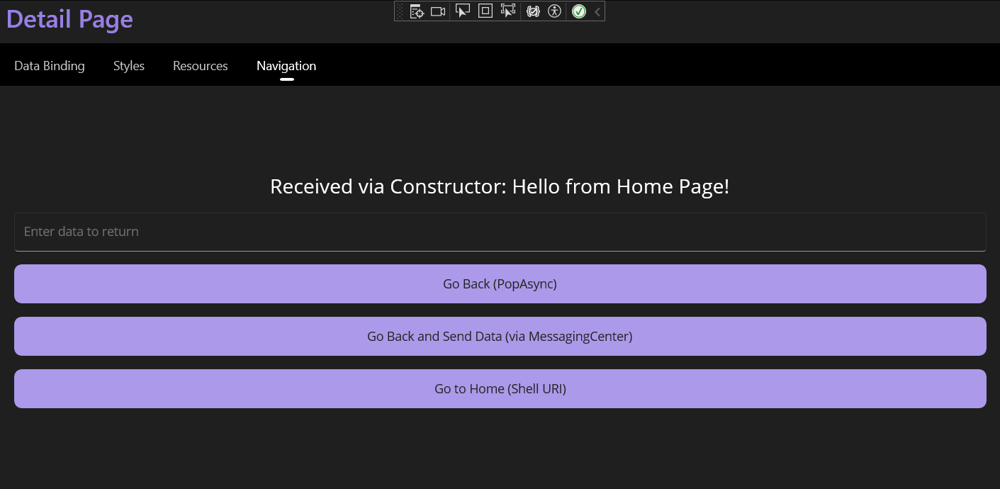 Detail Page
Data Binding
Styles
Resources
Navigation
Received via Constructor: Hello from Home Page!
Enter data to return
Go Back (PopAsync)
Go Back and Send Data (via MessagingCenter)
Go to Home (Shell URI)